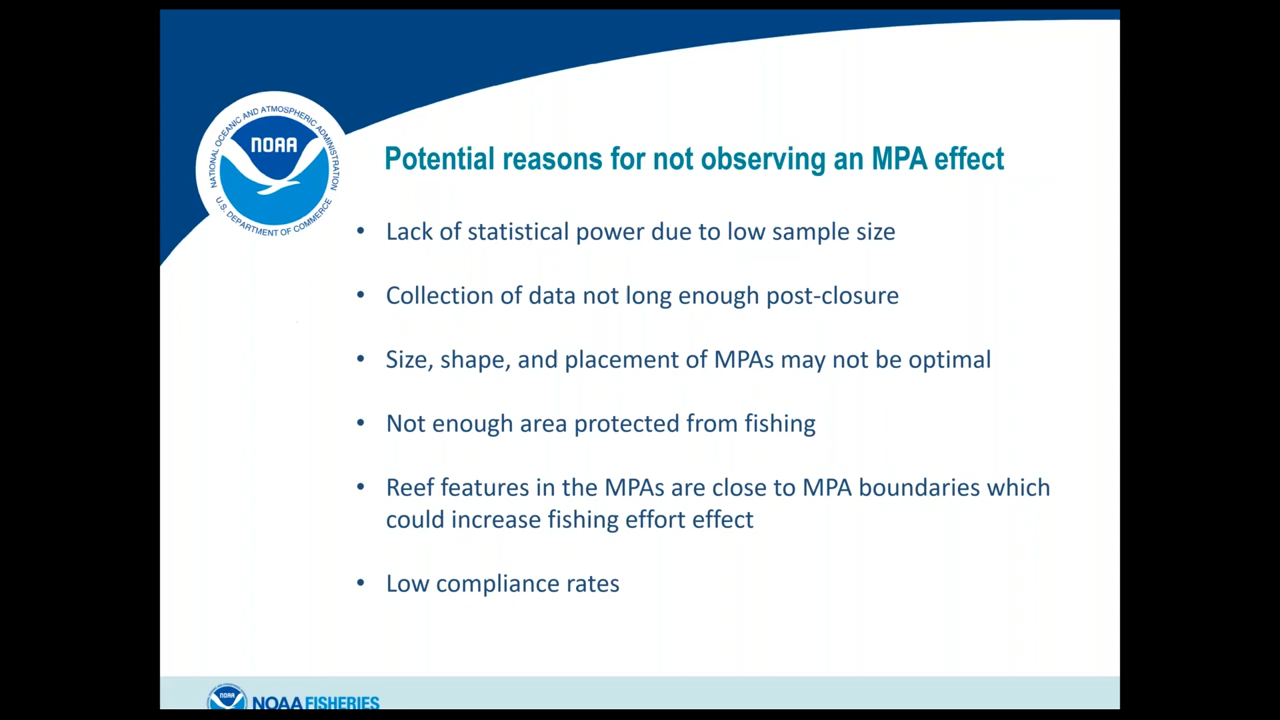 NATIONAL OCEANIC AND ATMOSPHERIC ADMINISTRATION
U.S. DEPARTMENT OF COMMERCE
NOAA
Potential reasons for not observing an MPA effect
• Lack of statistical power due to low sample size
• Collection of data not long enough post-closure
• Size, shape, and placement of MPAs may not be optimal
• Not enough area protected from fishing
• Reef features in the MPAs are close to MPA boundaries which
could increase fishing effort effect
• Low compliance rates
NOAA
NOAA FISHERIES